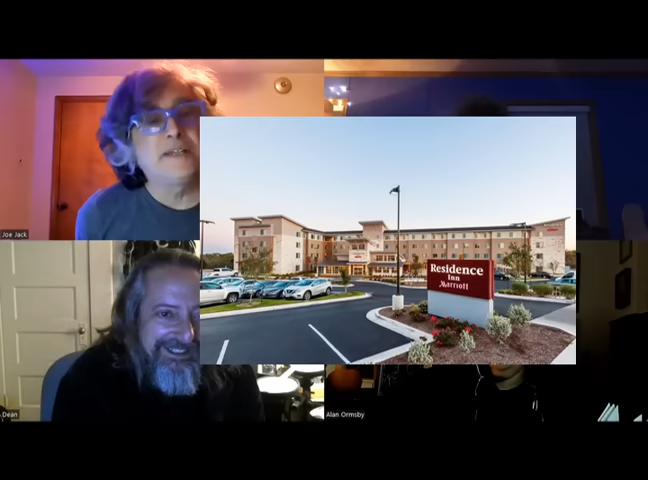 Joe Jack
Residence
Inn
Marriott
Dean
Alan Ormsby